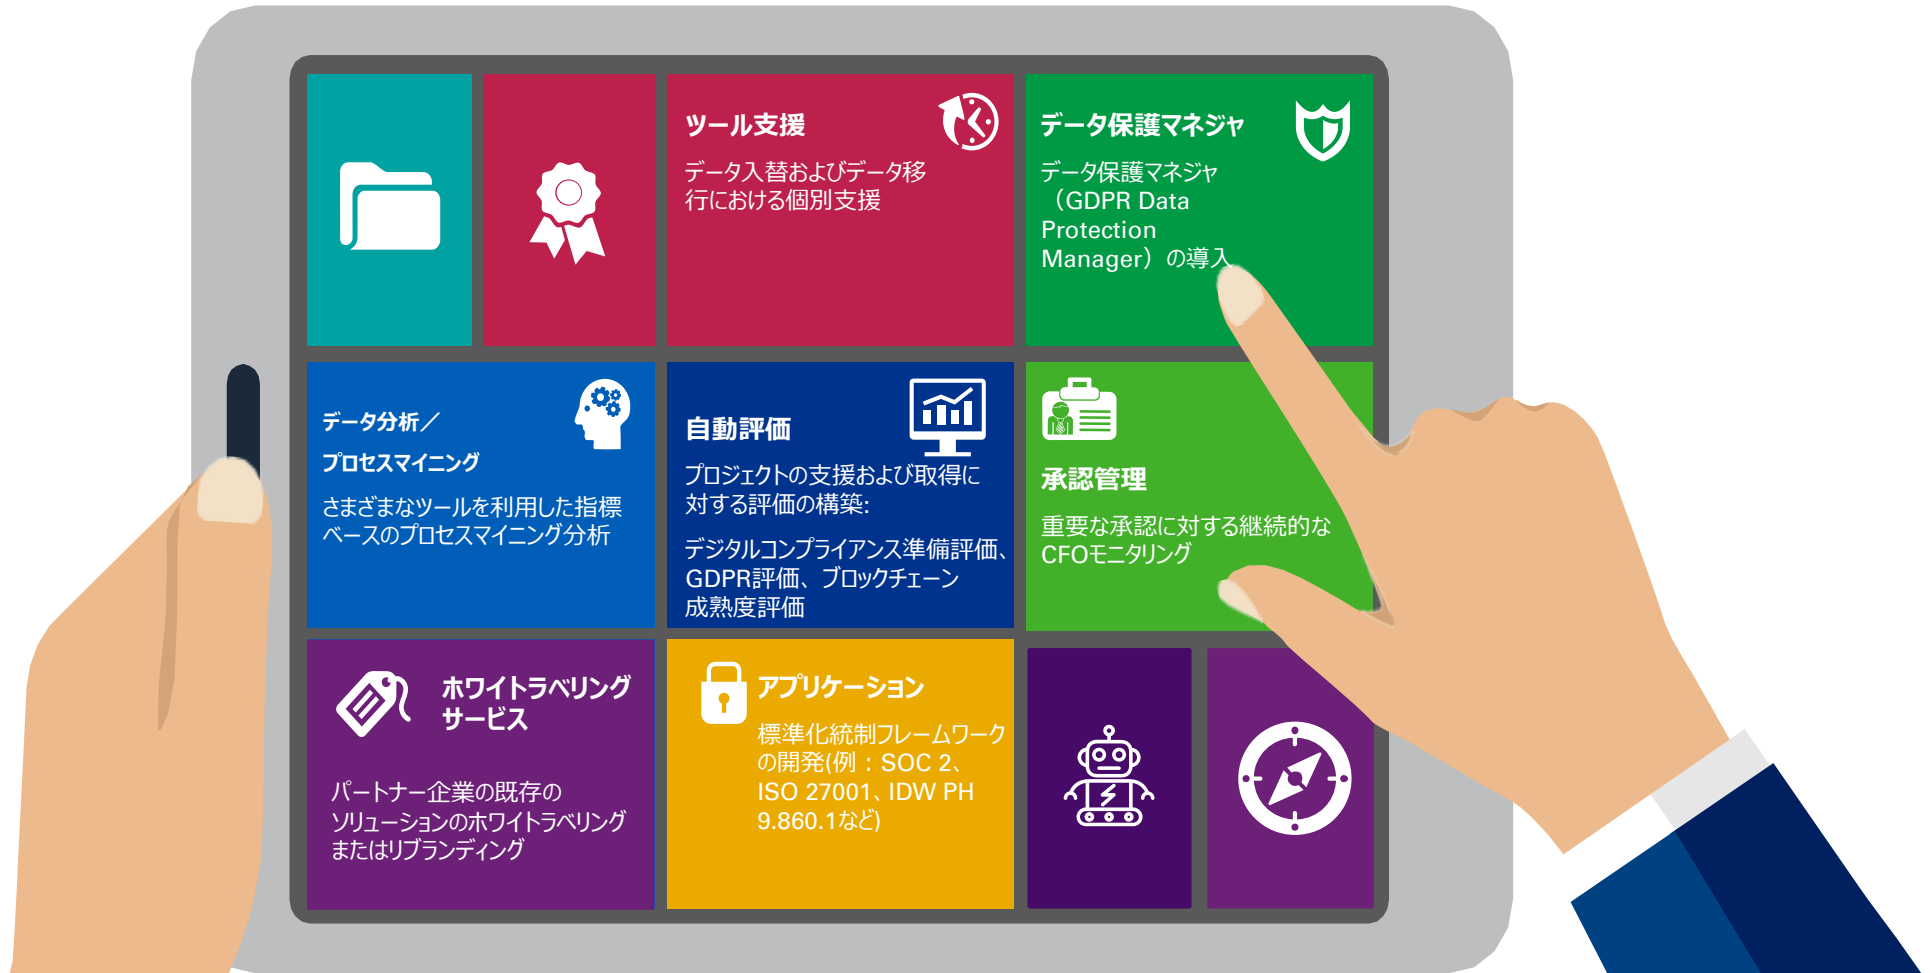 ツール支援
データ入替およびデータ移
行における個別支援
データ保護マネジャ
データ保護マネジャ
（GDPR Data
Protection
Manager）の導入
データ分析／
プロセスマイニング
さまざまなツールを利用した指標
ベースのプロセスマイニング分析
自動評価
プロジェクトの支援および取得に
対する評価の構築:
デジタルコンプライアンス準備評価、
GDPR評価、ブロックチェーン
成熟度評価
承認管理
重要な承認に対する継続的な
CFOモニタリング
ホワイトラベリング
サービス
パートナー企業の既存の
ソリューションのホワイトラベリング
またはリブランディング
アプリケーション
標準化統制フレームワーク
の開発(例：SOC 2、
ISO 27001、IDW PH
9.860.1など)